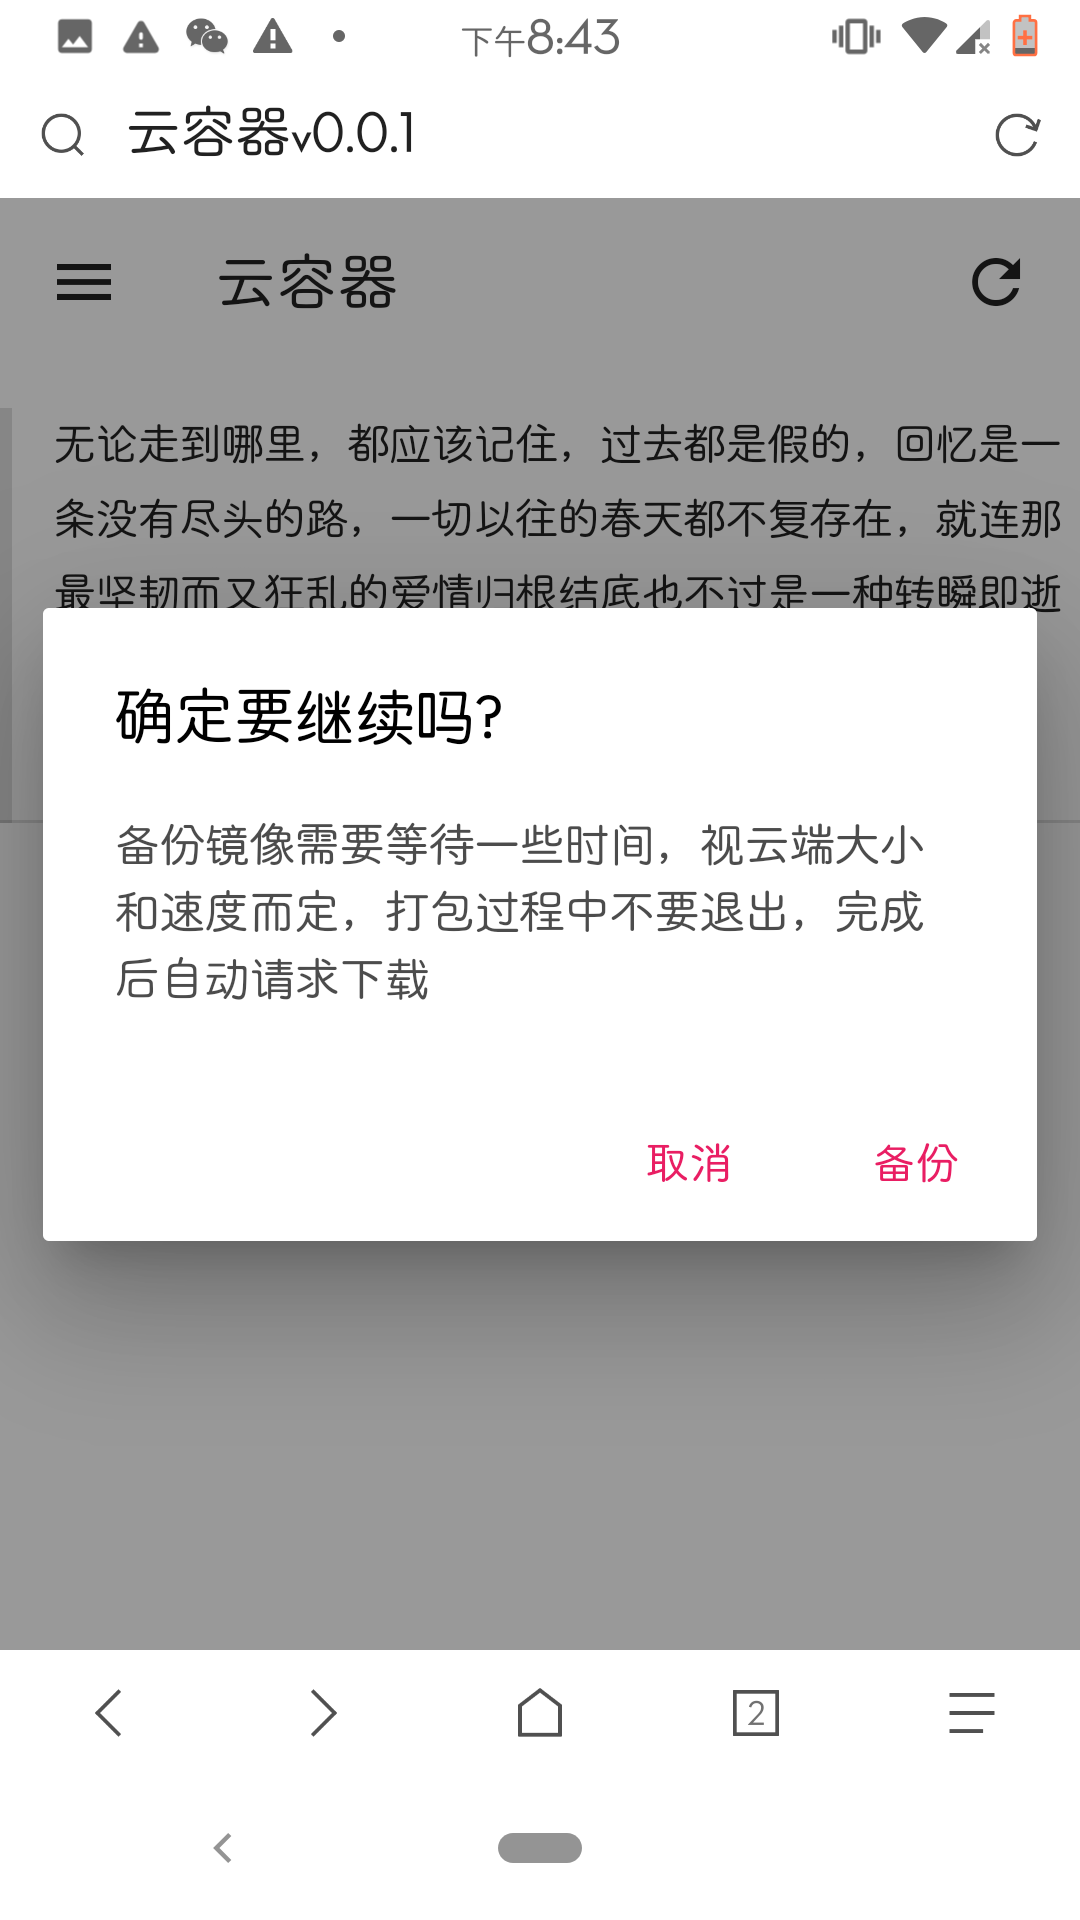 下午8:43
云容器v0.0.1
云容器
无论走到哪里，都应该记住，过去都是假的，回忆是一
条没有尽头的路，一切以往的春天都不复存在，就连那
最坚韧而又狂乱的爱情归根结底也不过是一种转瞬即逝
确定要继续吗?
备份镜像需要等待一些时间，视云端大小
和速度而定，打包过程中不要退出，完成
后自动请求下载
取消
备份
2